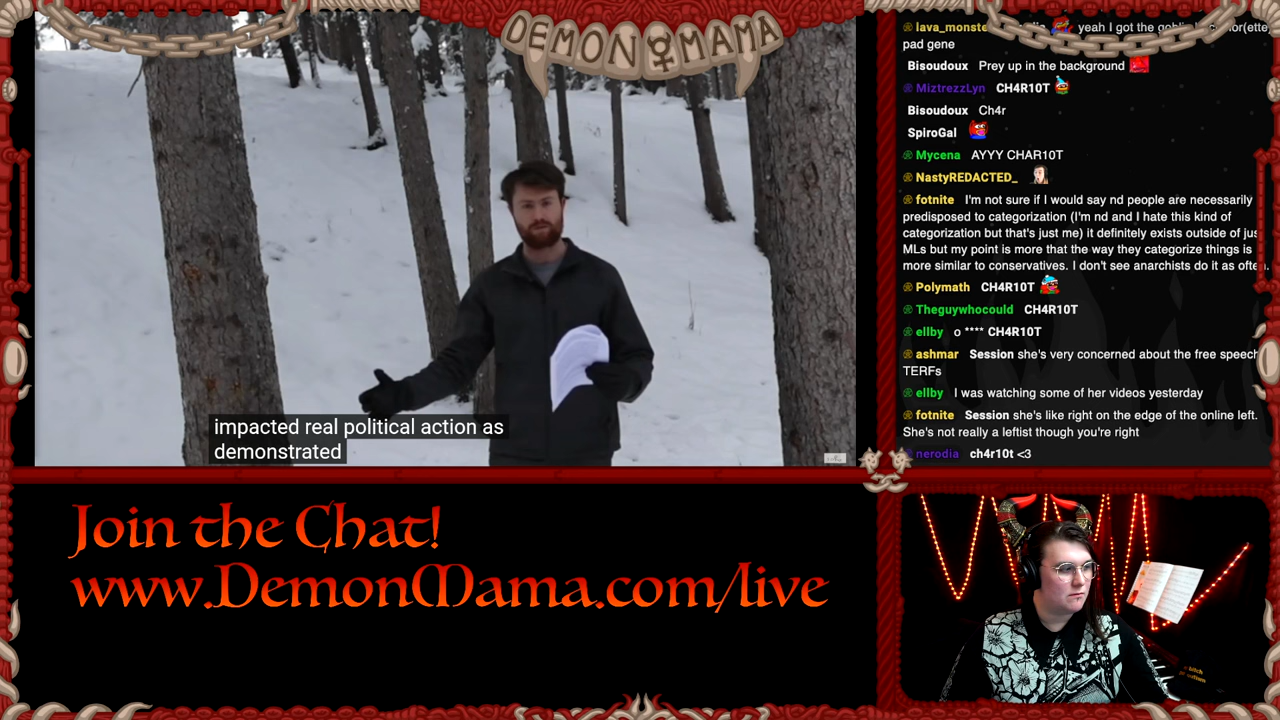 DEMON MAMA
impacted real political action as
demonstrated
Join the Chat!
www.DemonMama.com/live
yeah I got the
pad gene
Bisoudoux Prey up in the background
MiztrezzLyn CH4R10T
Bisoudoux Ch4r
SpiroGal
Mycena AYYY CHAR10T
NastyREDACTED_
fotnite I'm not sure if I would say nd people are necessarily
predisposed to categorization (I'm nd and I hate this kind of
categorization but that's just me) it definitely exists outside of jus
MLs but my point is more that the way they categorize things is
more similar to conservatives. I don't see anarchists do it as often.
Polymath CH4R10T
Theguywhocould CH4R10T
ellby o **** CH4R10T
ashmar Session she's very concerned about the free speech
TERFs
ellby I was watching some of her videos yesterday
fotnite Session she's like right on the edge of the online left.
She's not really a leftist though you're right
nerodia ch4r10t <3